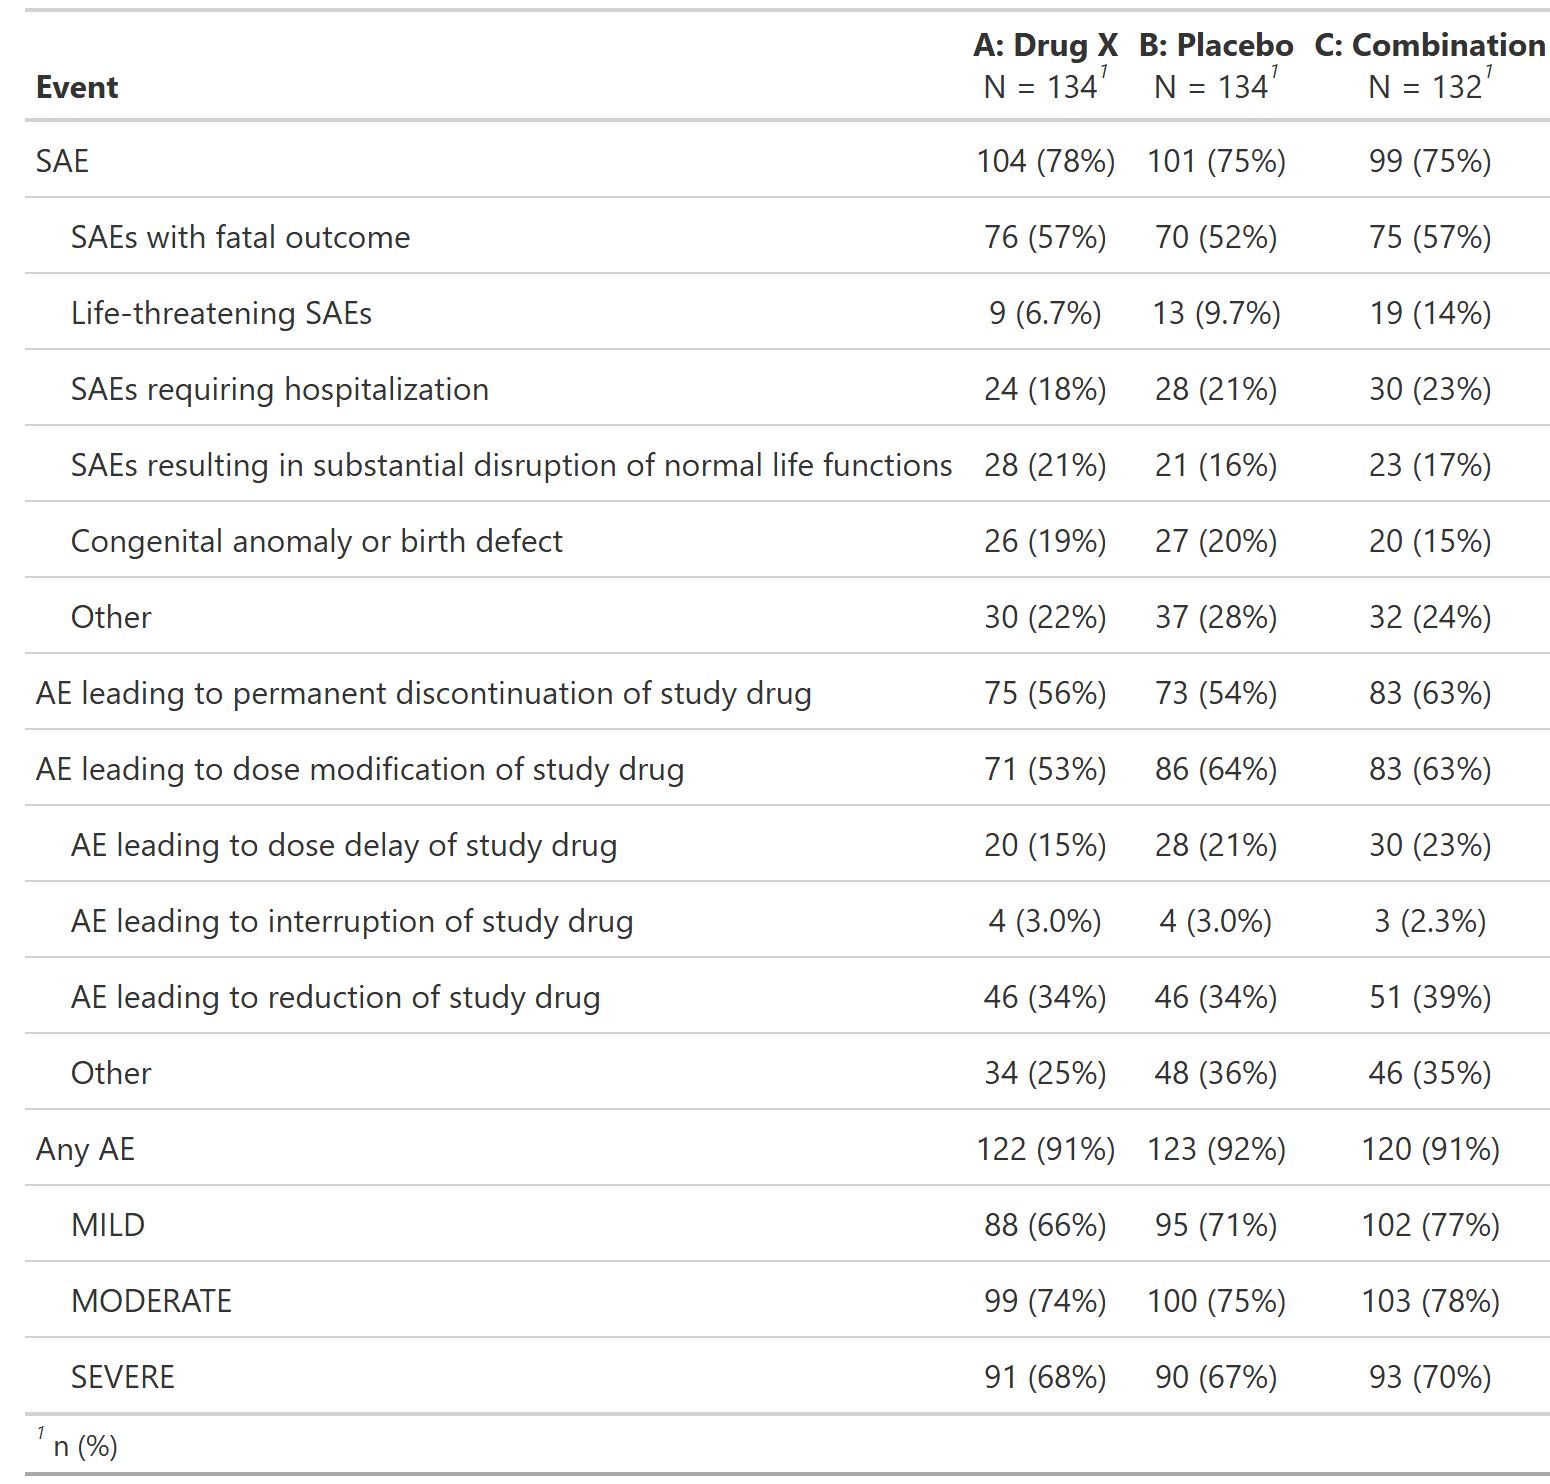 A: Drug X B: Placebo C: Combination
Event N = 134¹ N = 134¹ N = 132¹
SAE 104 (78%) 101 (75%) 99 (75%)
SAEs with fatal outcome 76 (57%) 70 (52%) 75 (57%)
Life-threatening SAEs 9 (6.7%) 13 (9.7%) 19 (14%)
SAEs requiring hospitalization 24 (18%) 28 (21%) 30 (23%)
SAEs resulting in substantial disruption of normal life functions 28 (21%) 21 (16%) 23 (17%)
Congenital anomaly or birth defect 26 (19%) 27 (20%) 20 (15%)
Other 30 (22%) 37 (28%) 32 (24%)
AE leading to permanent discontinuation of study drug 75 (56%) 73 (54%) 83 (63%)
AE leading to dose modification of study drug 71 (53%) 86 (64%) 83 (63%)
AE leading to dose delay of study drug 20 (15%) 28 (21%) 30 (23%)
AE leading to interruption of study drug 4 (3.0%) 4 (3.0%) 3 (2.3%)
AE leading to reduction of study drug 46 (34%) 46 (34%) 51 (39%)
Other 34 (25%) 48 (36%) 46 (35%)
Any AE 122 (91%) 123 (92%) 120 (91%)
MILD 88 (66%) 95 (71%) 102 (77%)
MODERATE 99 (74%) 100 (75%) 103 (78%)
SEVERE 91 (68%) 90 (67%) 93 (70%)
¹ n (%)